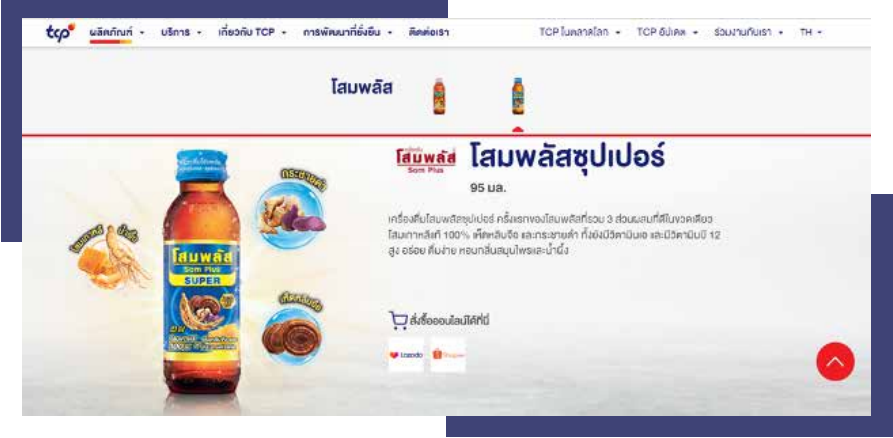 tcp ผลิตภัณฑ์ บริการ เกี่ยวกับ TCP การพัฒนาที่ยั่งยืน ติดต่อเรา TCP ในตลาดโลก TCP อัปเดต ร่วมงานกับเรา TH
โสมพลัส
โสมพลัส โสมพลัสซุปเปอร์
Som Plus
95 มล.
เครื่องดื่มโสมพลัสซุปเปอร์ ครั้งแรกของโสมพลัสที่รวม 3 ส่วนผสมที่ดีในขวดเดียว
โสมเกาหลีแท้ 100% เห็ดหลินจือ และกระชายดำ ทั้งยังมีวิตามินเอ และมีวิตามินบี 12
สูง อร่อย ดื่มง่าย หอมกลิ่นสมุนไพรและน้ำผึ้ง
สั่งซื้อออนไลน์ได้ที่นี่
Lazada Shopee
กระชายดำ
โสมเกาหลี & น้ำผึ้ง
โสมพลัส
Som Plus
SUPER
เห็ดหลินจือ